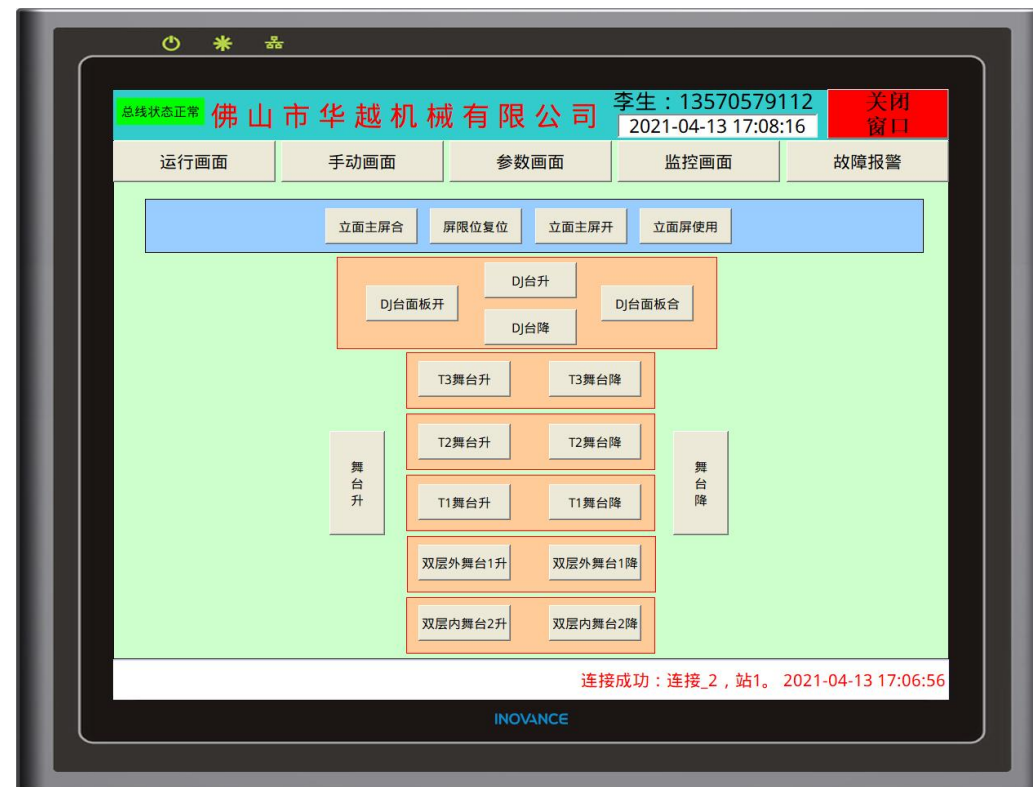 总线状态正常
佛山市华越机械有限公司
李生：13570579112
2021-04-13 17:08:16
关闭
窗口
运行画面
手动画面
参数画面
监控画面
故障报警
立面主屏合
屏限位复位
立面主屏开
立面屏使用
DJ台升
DJ台面板开
DJ台面板合
DJ台降
T3舞台升
T3舞台降
T2舞台升
T2舞台降
舞台升
舞台降
T1舞台升
T1舞台降
双层外舞台1升
双层外舞台1降
双层内舞台2升
双层内舞台2降
连接成功：连接_2，站1。 2021-04-13 17:06:56
INOVANCE